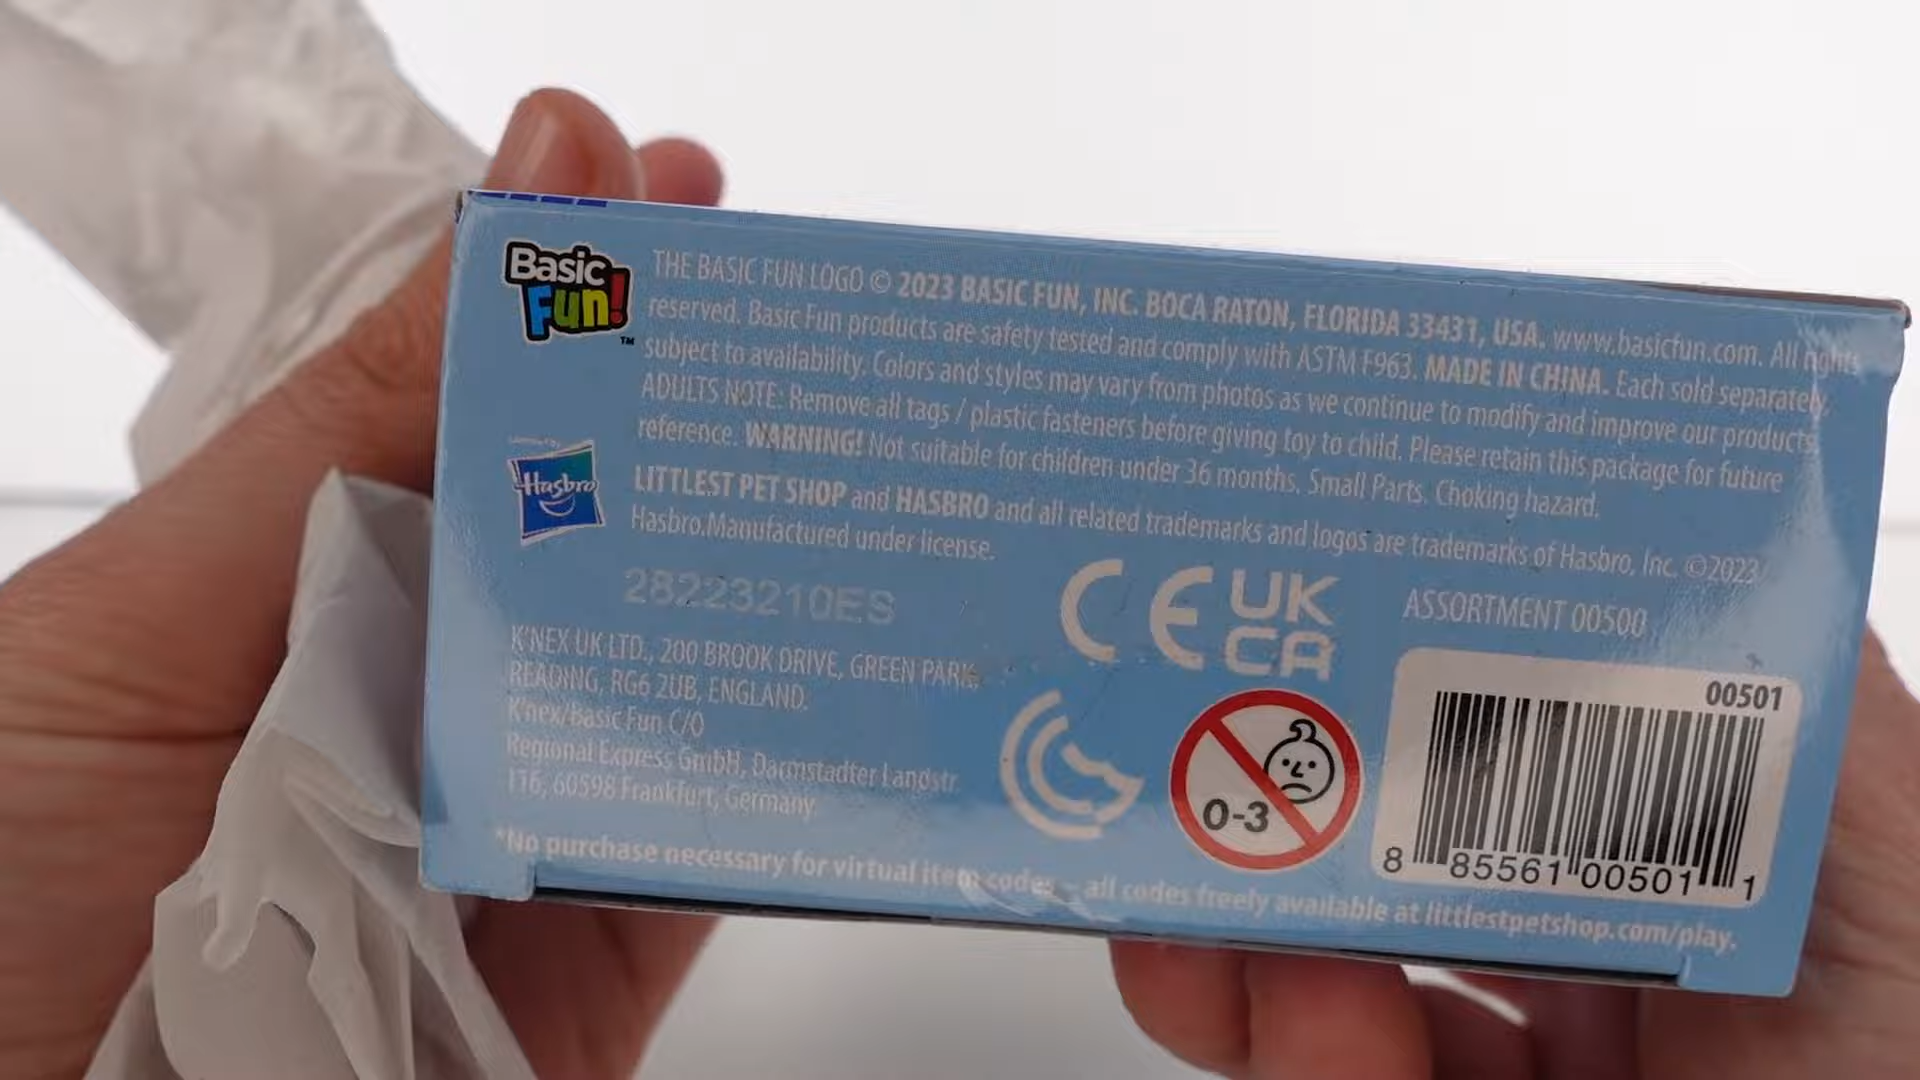 Basic Fun! ™
THE BASIC FUN LOGO © 2023 BASIC FUN, INC. BOCA RATON, FLORIDA 33431, USA. www.basicfun.com. All rights
reserved. Basic Fun products are safety tested and comply with ASTM F963. MADE IN CHINA. Each sold separately,
subject to availability. Colors and styles may vary from photos as we continue to modify and improve our products.
ADULTS NOTE: Remove all tags / plastic fasteners before giving toy to child. Please retain this package for future
reference. WARNING! Not suitable for children under 36 months. Small Parts. Choking hazard.
Hasbro
LITTLEST PET SHOP and HASBRO and all related trademarks and logos are trademarks of Hasbro, Inc. ©2023
Hasbro.Manufactured under license.
28223210ES
CE UK CA
ASSORTMENT 00500
K'NEX UK LTD., 200 BROOK DRIVE, GREEN PARK,
READING, RG6 2UB, ENGLAND.
K'nex/Basic Fun C/O
Regional Express GmbH, Darmstadter Landstr.
116, 60598 Frankfurt, Germany
0-3
00501
8 85561 00501 1
*No purchase necessary for virtual item codes – all codes freely available at littlestpetshop.com/play.